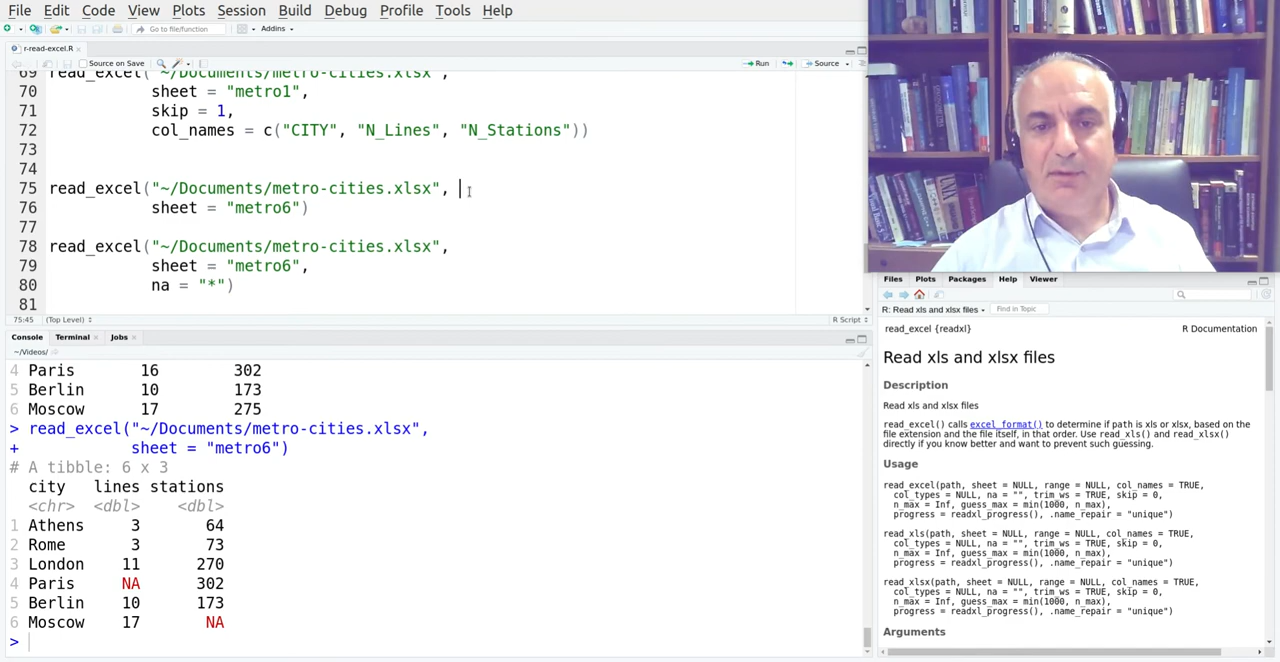 File Edit Code View Plots Session Build Debug Profile Tools Help
Go to file/function Addins
r-read-excel.R
Source on Save Run Source
69 read_excel("~/Documents/metro-cities.xlsx",
70 sheet = "metro1",
71 skip = 1,
72 col_names = c("CITY", "N_Lines", "N_Stations"))
73
74
75 read_excel("~/Documents/metro-cities.xlsx",
76 sheet = "metro6")
77
78 read_excel("~/Documents/metro-cities.xlsx",
79 sheet = "metro6",
80 na = "*")
81
75:45 (Top Level) R Script
Console Terminal Jobs
~/Videos/
4 Paris 16 302
5 Berlin 10 173
6 Moscow 17 275
> read_excel("~/Documents/metro-cities.xlsx",
+ sheet = "metro6")
# A tibble: 6 x 3
city lines stations
<chr> <dbl> <dbl>
1 Athens 3 64
2 Rome 3 73
3 London 11 270
4 Paris NA 302
5 Berlin 10 173
6 Moscow 17 NA
>
Files Plots Packages Help Viewer
R: Read xls and xlsx files Find in Topic
read_excel {readxl} R Documentation
Read xls and xlsx files
Description
Read xls and xlsx files
read_excel() calls excel_format() to determine if path is xls or xlsx, based on the
file extension and the file itself, in that order. Use read_xls() and read_xlsx()
directly if you know better and want to prevent such guessing.
Usage
read_excel(path, sheet = NULL, range = NULL, col_names = TRUE,
col_types = NULL, na = "", trim_ws = TRUE, skip = 0,
n_max = Inf, guess_max = min(1000, n_max),
progress = readxl_progress(), .name_repair = "unique")
read_xls(path, sheet = NULL, range = NULL, col_names = TRUE,
col_types = NULL, na = "", trim_ws = TRUE, skip = 0,
n_max = Inf, guess_max = min(1000, n_max),
progress = readxl_progress(), .name_repair = "unique")
read_xlsx(path, sheet = NULL, range = NULL, col_names = TRUE,
col_types = NULL, na = "", trim_ws = TRUE, skip = 0,
n_max = Inf, guess_max = min(1000, n_max),
progress = readxl_progress(), .name_repair = "unique")
Arguments